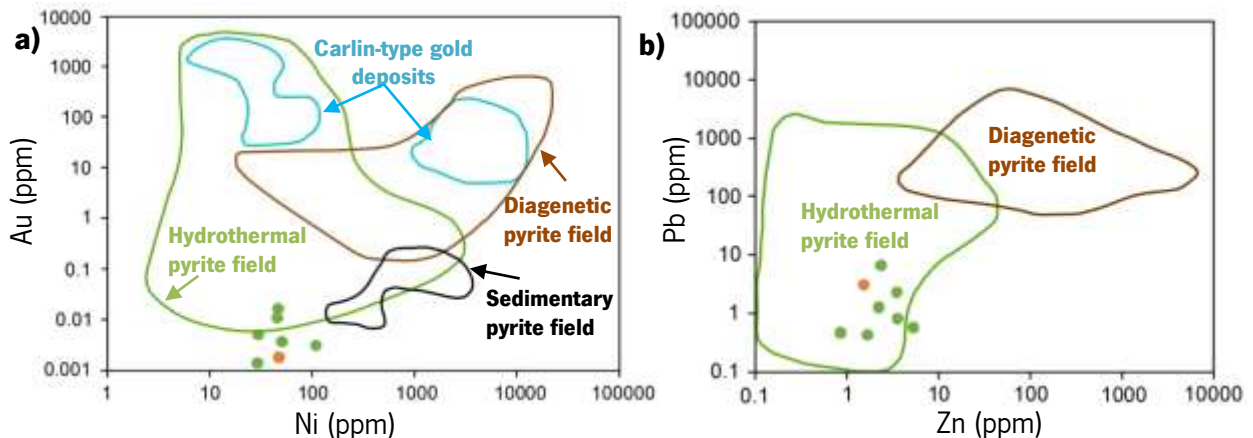 a)
10000
1000
100
10
1
0.1
0.01
0.001
Au (ppm)
Carlin-type gold
deposits
Diagenetic
pyrite field
Hydrothermal
pyrite field
Sedimentary
pyrite field
1
10
100
1000
10000
100000
Ni (ppm)
b)
100000
10000
1000
100
10
1
0.1
Pb (ppm)
Diagenetic
pyrite field
Hydrothermal
pyrite field
0.1
1
10
100
1000
10000
Zn (ppm)